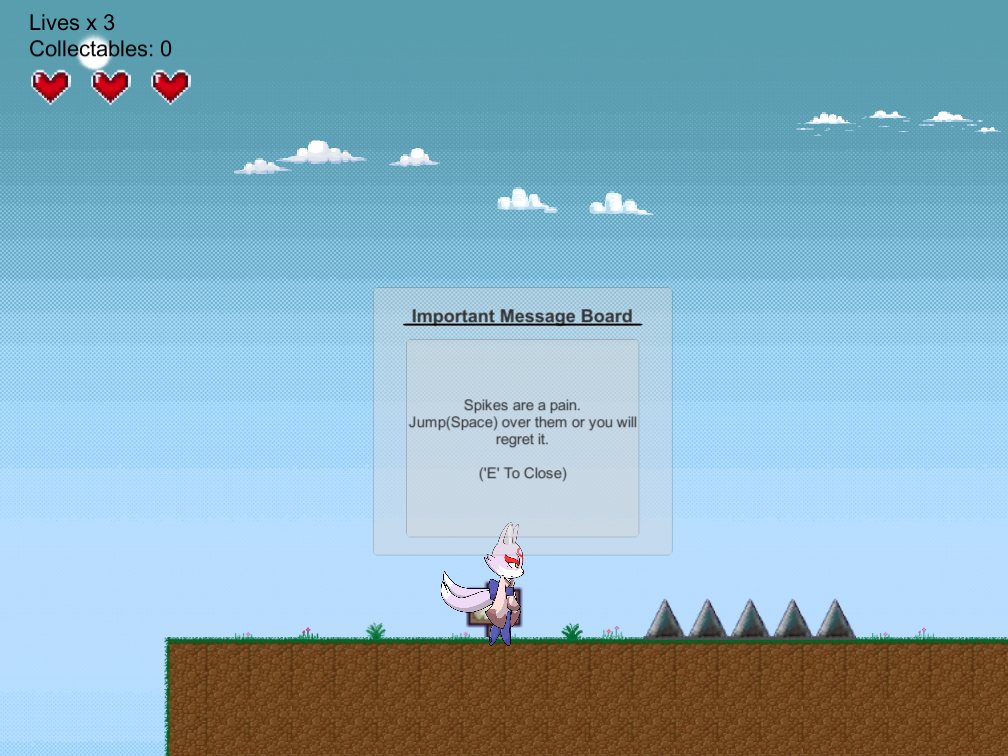 Lives x 3
Collectables: 0
Important Message Board
Spikes are a pain.
Jump(Space) over them or you will
regret it.
('E' To Close)